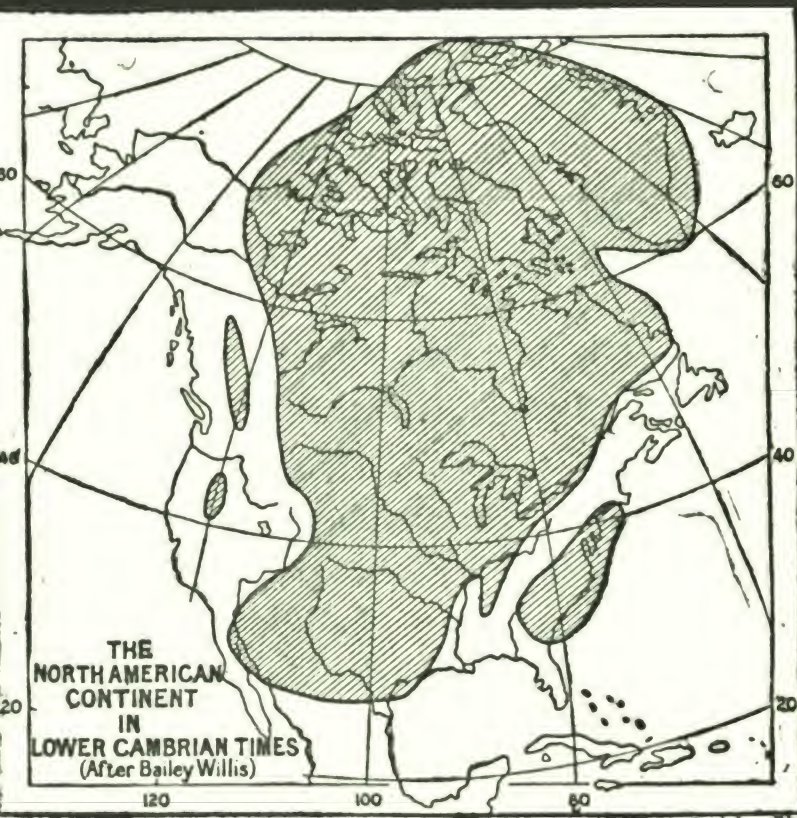 60
60
40
40
20
20
THE
NORTH AMERICAN
CONTINENT
IN
LOWER CAMBRIAN TIMES
(After Bailey Willis)
120
100
80